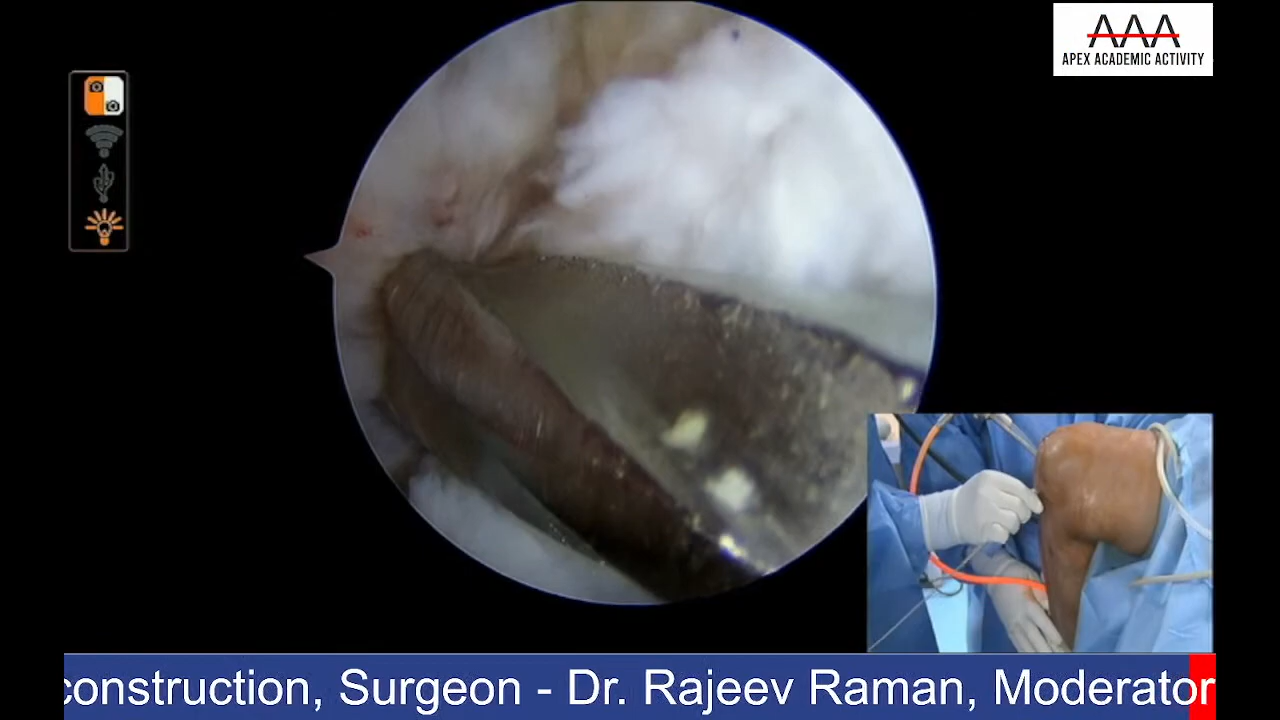 AAA
APEX ACADEMIC ACTIVITY
construction, Surgeon - Dr. Rajeev Raman, Moderator